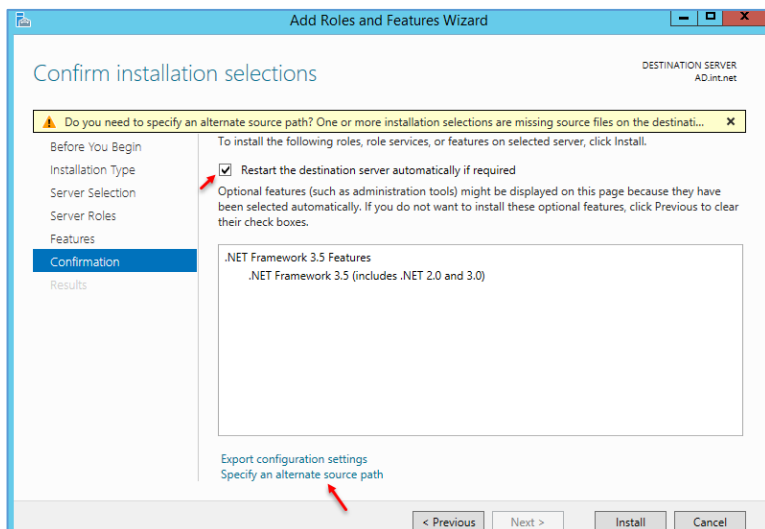 Add Roles and Features Wizard
Confirm installation selections
DESTINATION SERVER
AD.int.net
Do you need to specify an alternate source path? One or more installation selections are missing source files on the destinati... x
Before You Begin
Installation Type
Server Selection
Server Roles
Features
Confirmation
Results
To install the following roles, role services, or features on selected server, click Install.
Restart the destination server automatically if required
Optional features (such as administration tools) might be displayed on this page because they have
been selected automatically. If you do not want to install these optional features, click Previous to clear
their check boxes.
.NET Framework 3.5 Features
.NET Framework 3.5 (includes .NET 2.0 and 3.0)
Export configuration settings
Specify an alternate source path
< Previous
Next >
Install
Cancel